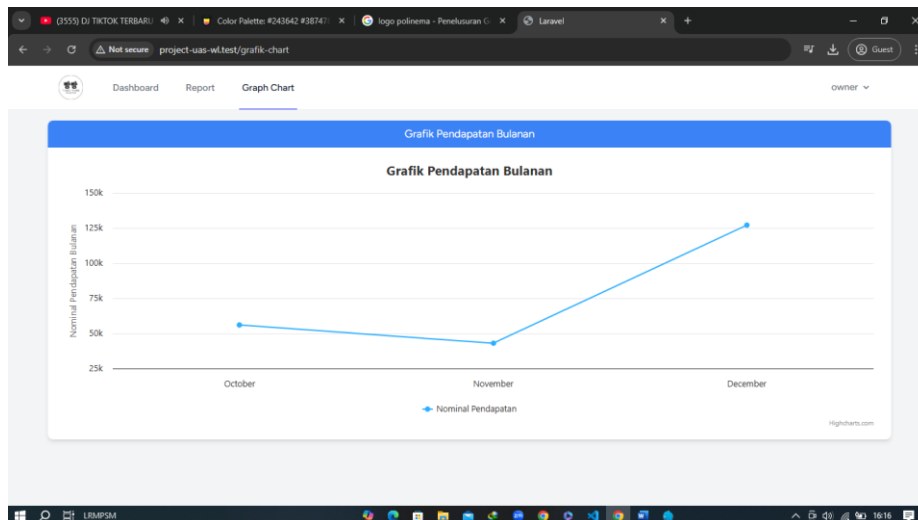 (3555) DJ TIKTOK TERBARU
Color Palette: #243642 #38747
logo polinema - Penelusuran G
Laravel
Not secure project-uas-wl.test/grafik-chart
Guest
Dashboard Report Graph Chart owner
Grafik Pendapatan Bulanan
Grafik Pendapatan Bulanan
Nominal Pendapatan Bulanan
150k
125k
100k
75k
50k
25k
October November December
Nominal Pendapatan
Highcharts.com
LRMPSM 16:16